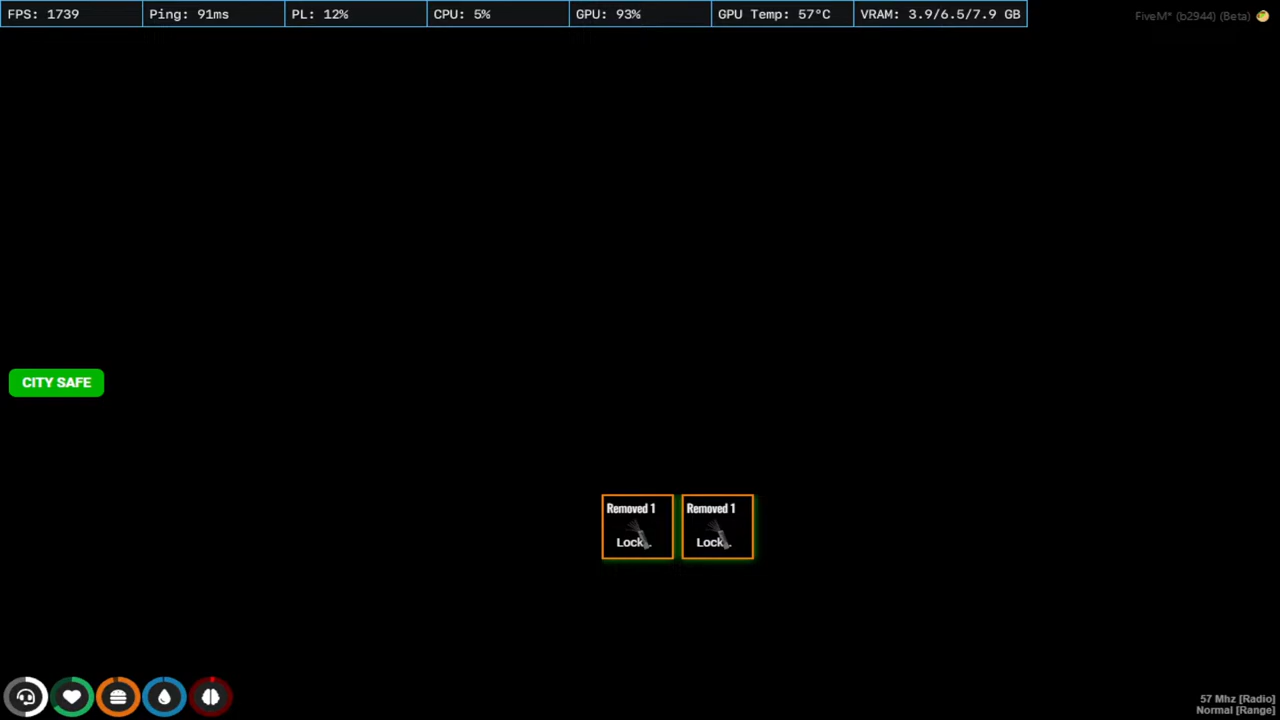 FPS: 1739 Ping: 91ms PL: 12% CPU: 5% GPU: 93% GPU Temp: 57°C VRAM: 3.9/6.5/7.9 GB
FiveM* (b2944) (Beta)
CITY SAFE
Removed 1 Removed 1
Lock.. Lock..
57 Mhz [Radio]
Normal [Range]